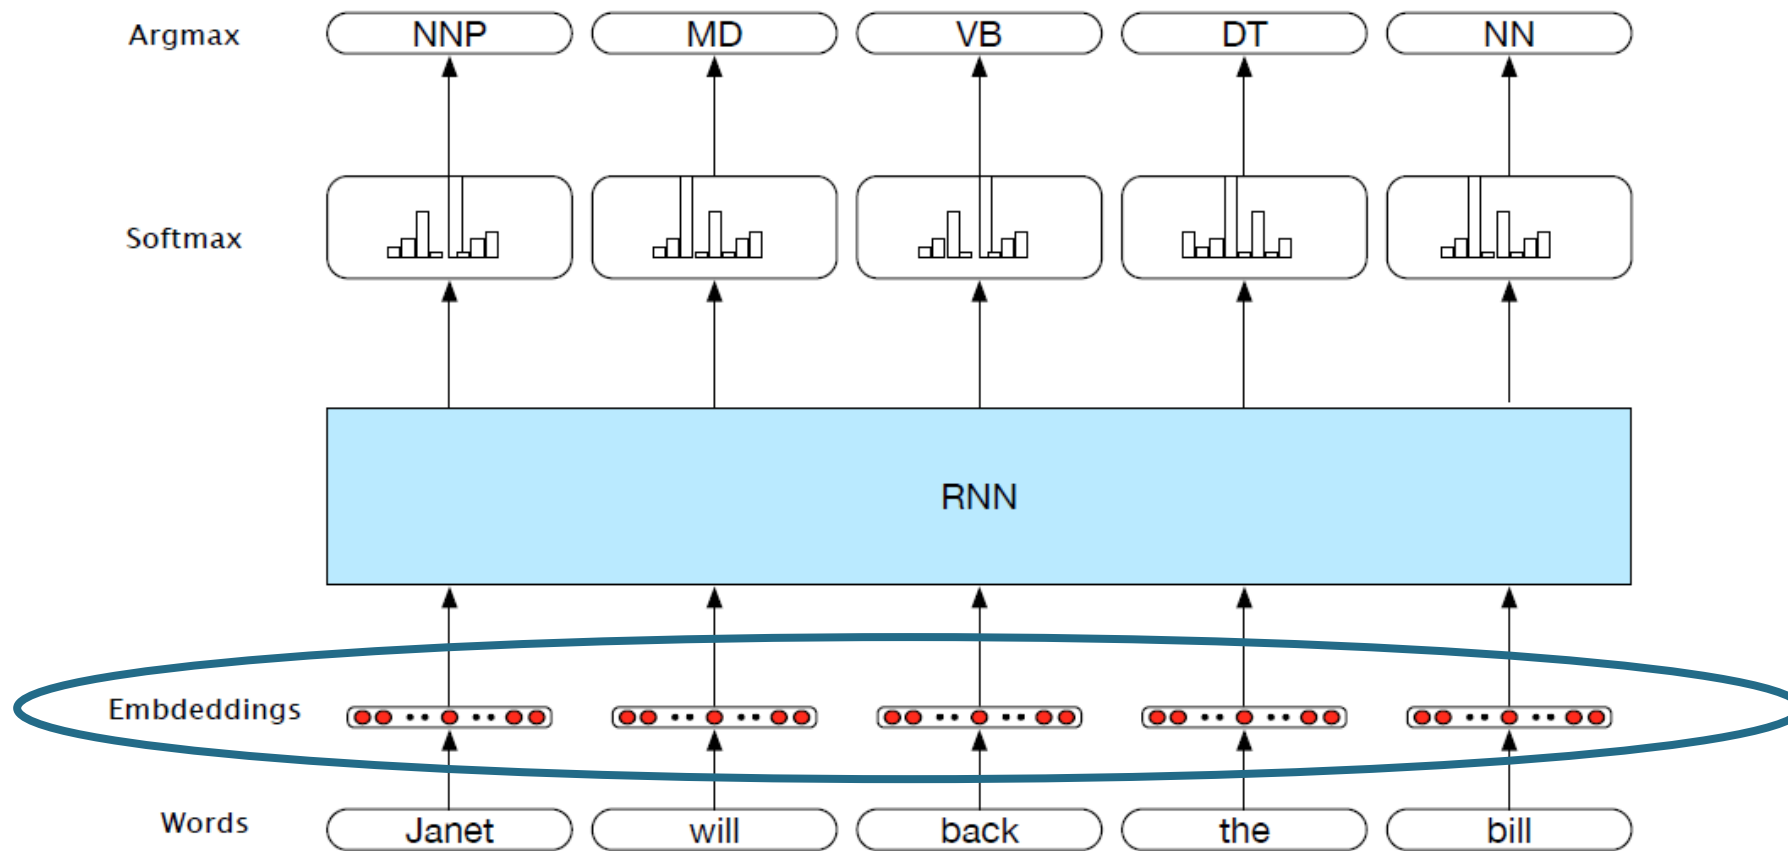 Argmax NNP MD VB DT NN
Softmax
RNN
Embdeddings
Words Janet will back the bill